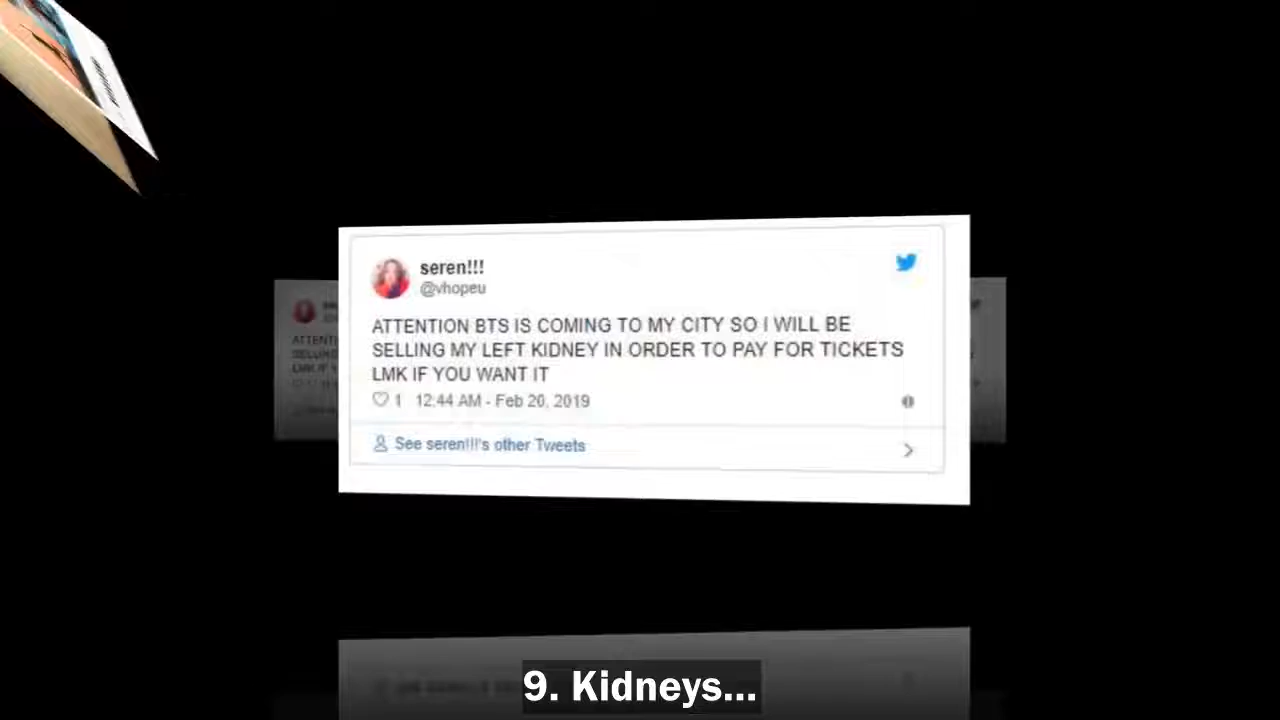 seren!!!
@vhopeu
ATTENTION BTS IS COMING TO MY CITY SO I WILL BE
SELLING MY LEFT KIDNEY IN ORDER TO PAY FOR TICKETS
LMK IF YOU WANT IT
1 12:44 AM - Feb 20, 2019
See seren!!!'s other Tweets
9. Kidneys...